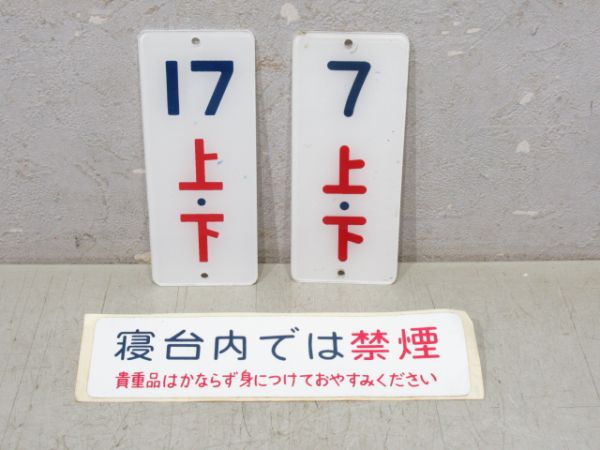 17
上・下
7
上・下
寝台内では禁煙
貴重品はかならず身につけておやすみください